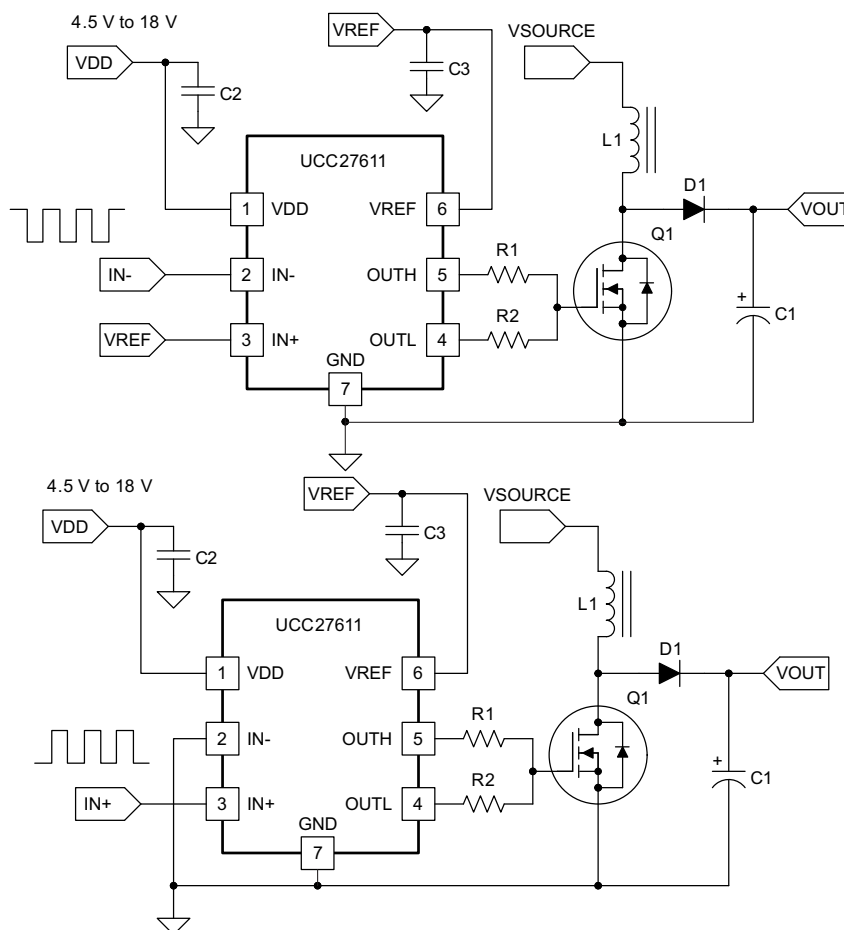 4.5 V to 18 V
VREF
VSOURCE
VDD
C2
C3
L1
UCC27611
D1
1
VDD
VREF
6
VOUT
Q1
R1
IN-
2
IN-
OUTH
5
R2
+
C1
VREF
3
IN+
OUTL
4
GND
7
4.5 V to 18 V
VREF
VSOURCE
VDD
C2
C3
L1
UCC27611
D1
1
VDD
VREF
6
VOUT
Q1
R1
2
IN-
OUTH
5
R2
+
C1
IN+
3
IN+
OUTL
4
GND
7